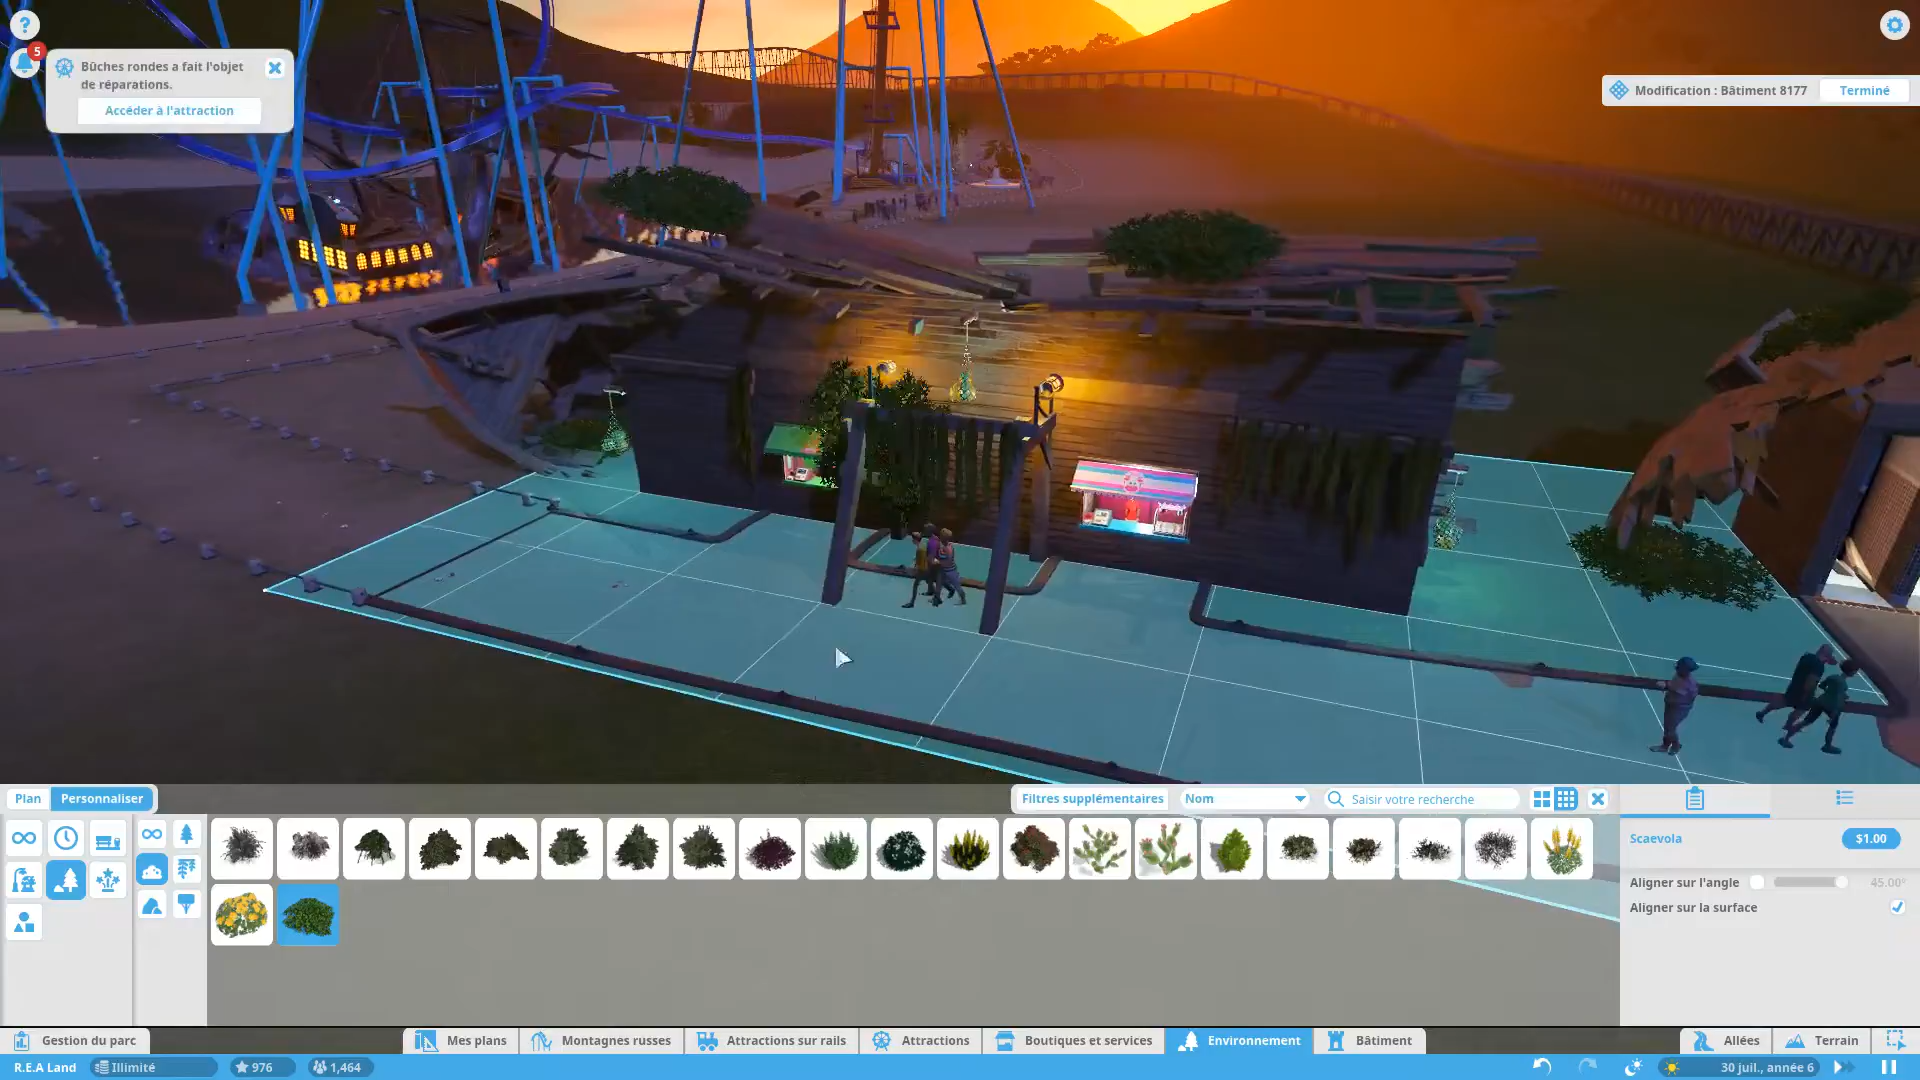 ?
5
Bûches rondes a fait l'objet
de réparations.
Accéder à l'attraction
Modification : Bâtiment 8177
Terminé
Plan
Personnaliser
Filtres supplémentaires
Nom
Saisir votre recherche
Scaevola
$1.00
Aligner sur l'angle
45.00°
Aligner sur la surface
Gestion du parc
Mes plans
Montagnes russes
Attractions sur rails
Attractions
Boutiques et services
Environnement
Bâtiment
Allées
Terrain
R.E.A Land
Illimité
976
1,464
30 juil., année 6